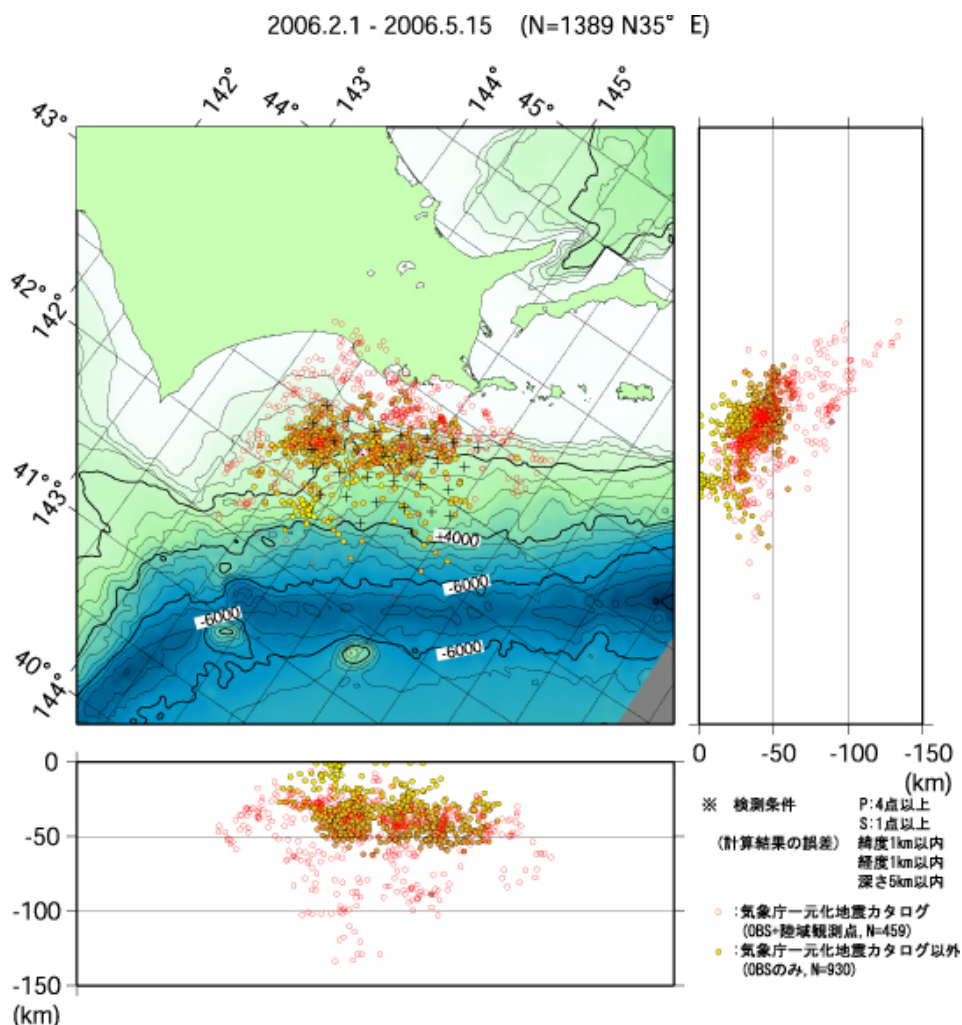 2006.2.1 - 2006.5.15 (N=1389 N35° E)
142°
44°
143°
144°
45°
145°
43°
42°
142°
41°
143°
40°
144°
-4000
-6000
-6000
-6000
0
-50
-100
-150
(km)
0
-50
-100
-150
(km)
※ 検測条件 P:4点以上
S:1点以上
(計算結果の誤差) 緯度1km以内
経度1km以内
深さ5km以内
:気象庁一元化地震カタログ
(OBS+陸域観測点, N=459)
:気象庁一元化地震カタログ以外
(OBSのみ, N=930)